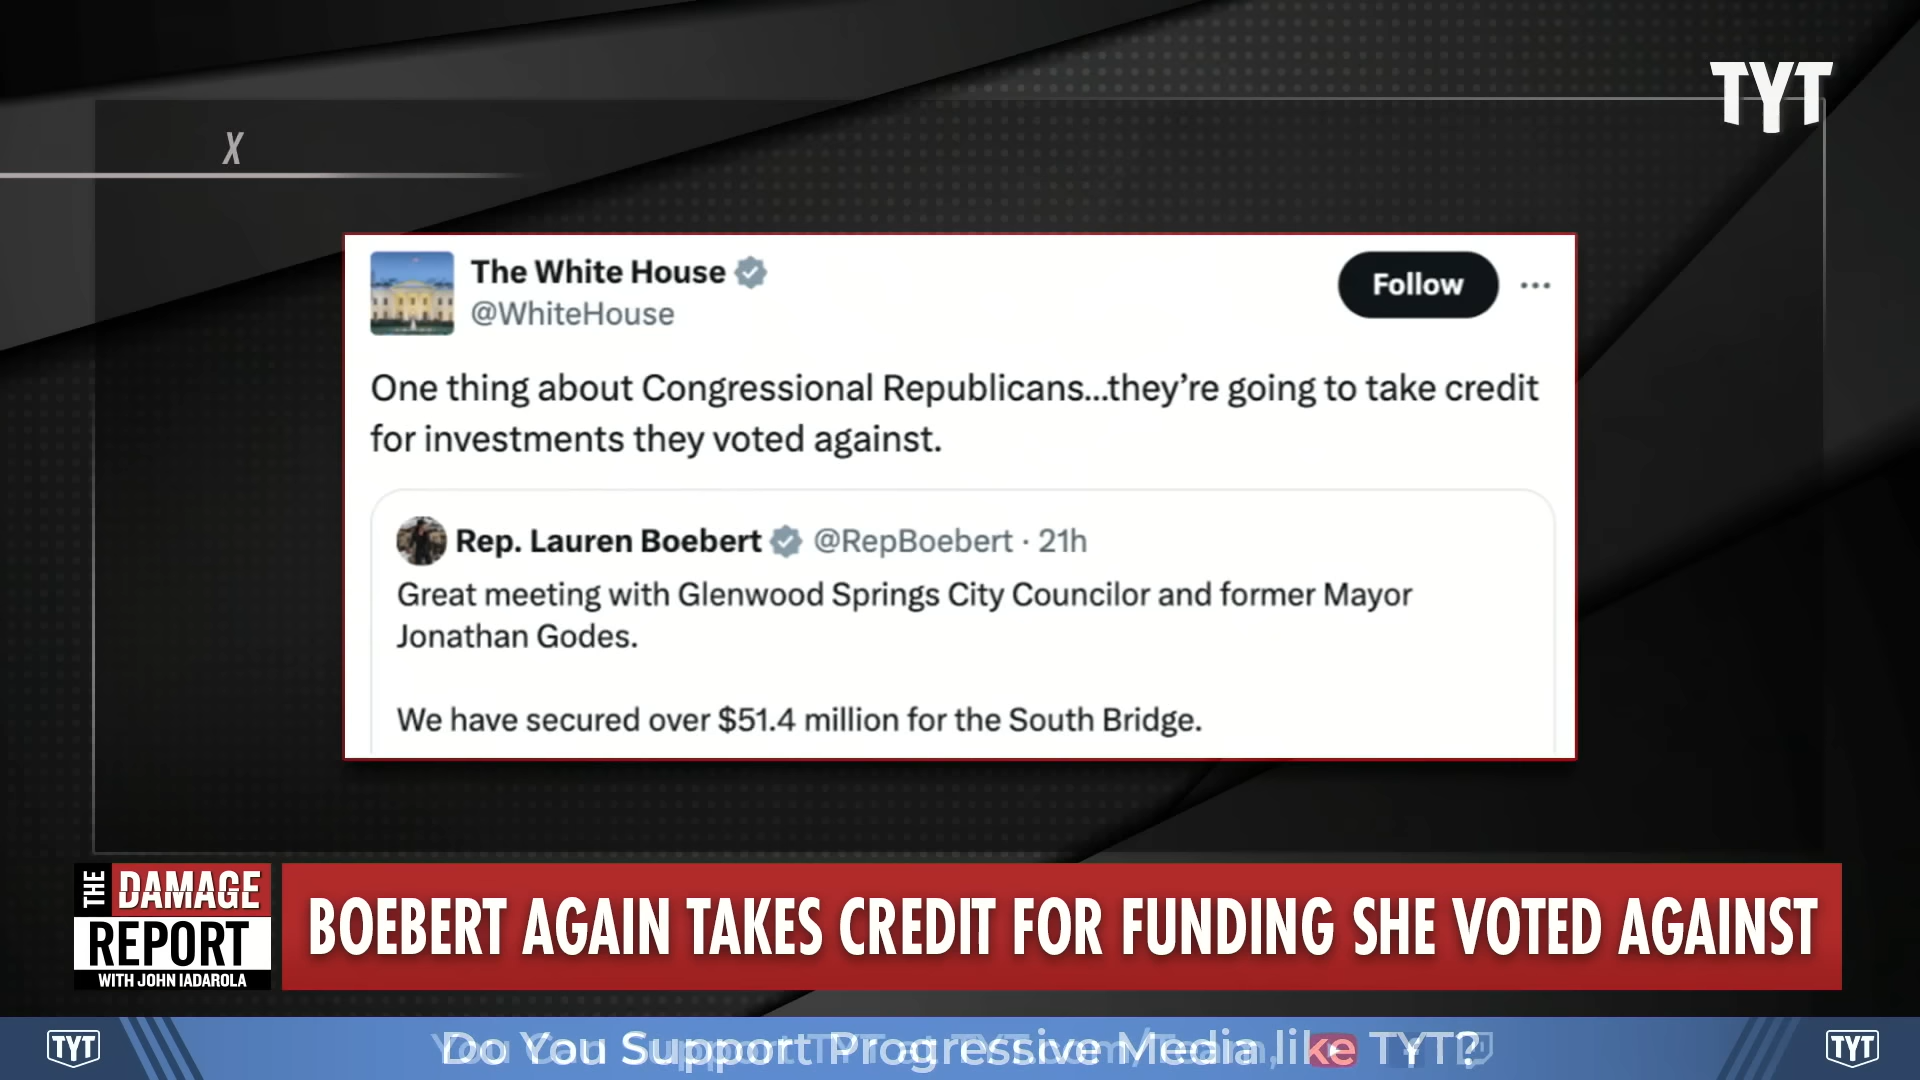 TYT
X
The White House
Follow
@WhiteHouse
One thing about Congressional Republicans...they're going to take credit
for investments they voted against.
Rep. Lauren Boebert @RepBoebert · 21h
Great meeting with Glenwood Springs City Councilor and former Mayor
Jonathan Godes.
We have secured over $51.4 million for the South Bridge.
THE DAMAGE
REPORT
WITH JOHN IADAROLA
BOEBERT AGAIN TAKES CREDIT FOR FUNDING SHE VOTED AGAINST
TYT
Do You Support Progressive Media like TYT?
TYT